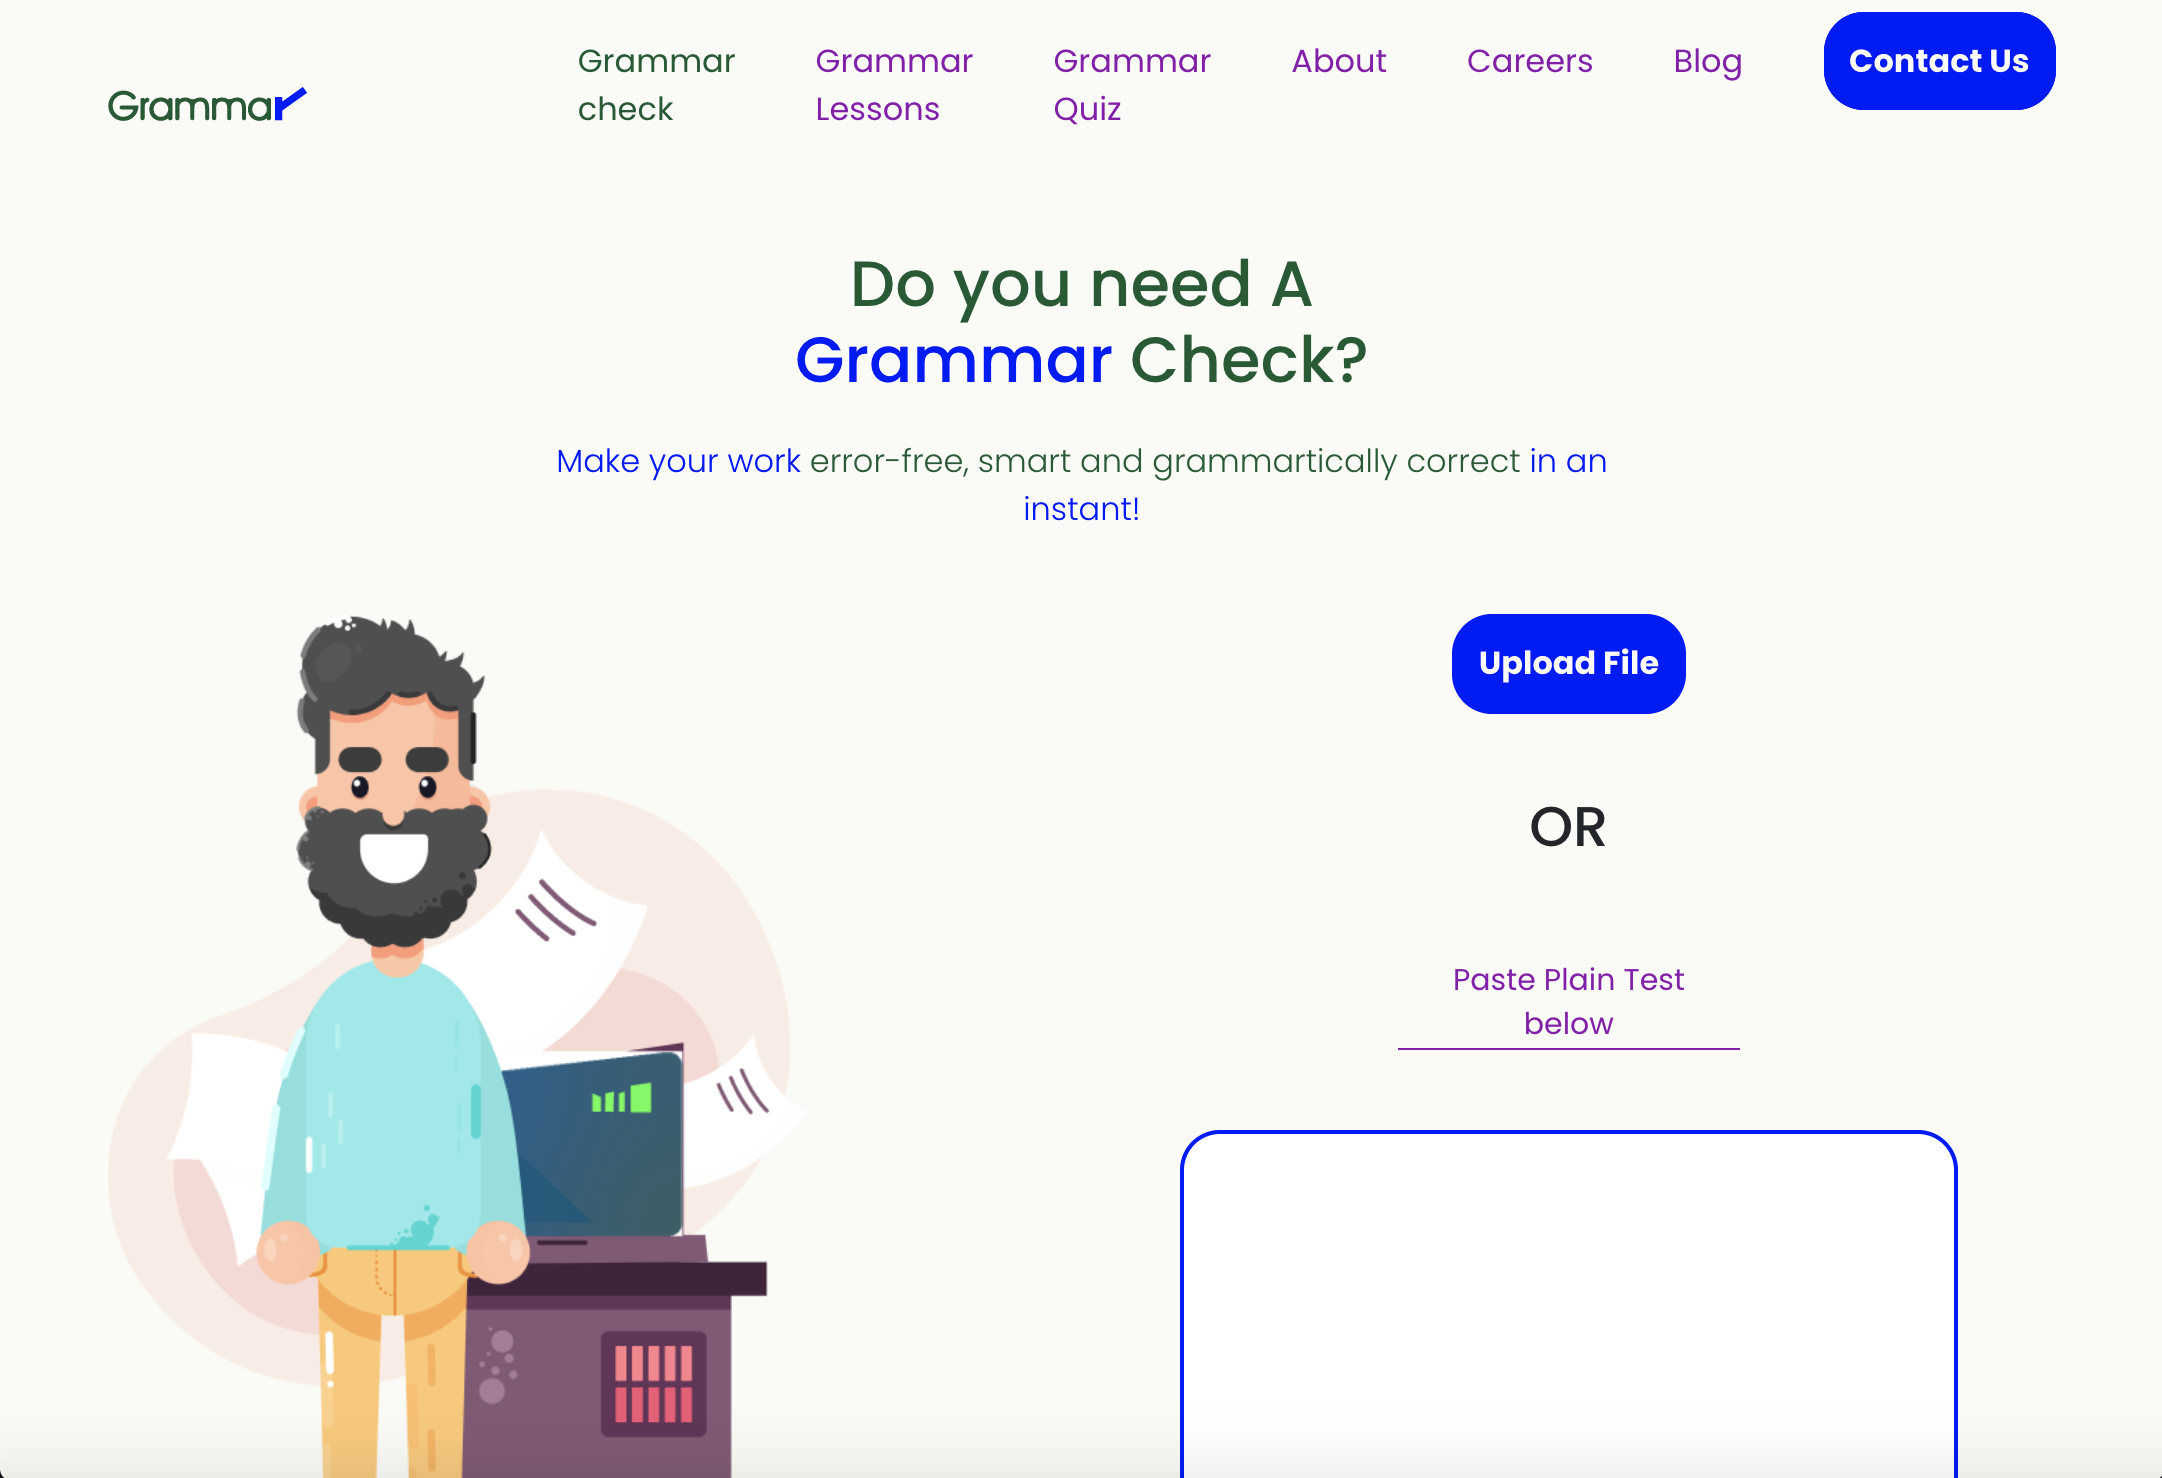 Grammar
Grammar check
Grammar Lessons
Grammar Quiz
About
Careers
Blog
Contact Us
Do you need A
Grammar Check?
Make your work error-free, smart and grammartically correct in an
instant!
Upload File
OR
Paste Plain Test
below